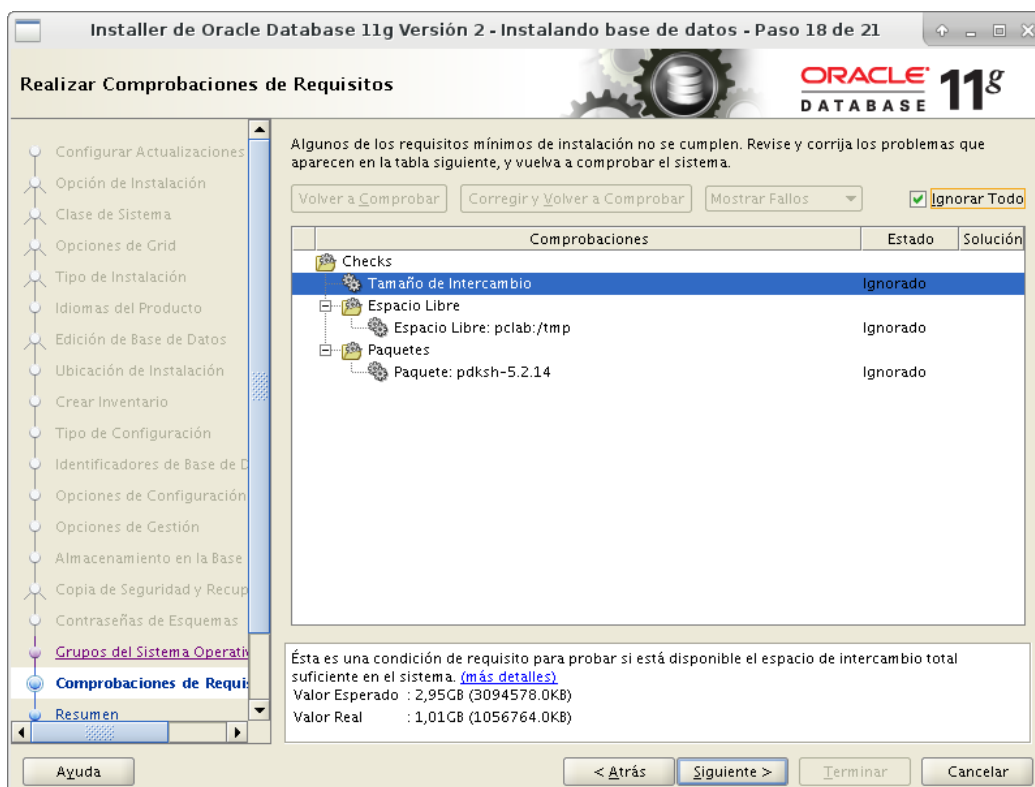 Installer de Oracle Database 11g Versión 2 - Instalando base de datos - Paso 18 de 21
Realizar Comprobaciones de Requisitos
ORACLE
DATABASE
11g
Configurar Actualizaciones
Opción de Instalación
Clase de Sistema
Opciones de Grid
Tipo de Instalación
Idiomas del Producto
Edición de Base de Datos
Ubicación de Instalación
Crear Inventario
Tipo de Configuración
Identificadores de Base de D
Opciones de Configuración
Opciones de Gestión
Almacenamiento en la Base
Copia de Seguridad y Recup
Contraseñas de Esquemas
Grupos del Sistema Operativ
Comprobaciones de Requis
Resumen
Algunos de los requisitos mínimos de instalación no se cumplen. Revise y corrija los problemas que
aparecen en la tabla siguiente, y vuelva a comprobar el sistema.
Volver a Comprobar Corregir y Volver a Comprobar Mostrar Fallos Ignorar Todo
Comprobaciones Estado Solución
Checks
Tamaño de Intercambio Ignorado
Espacio Libre
Espacio Libre: pclab:/tmp Ignorado
Paquetes
Paquete: pdksh-5.2.14 Ignorado
Ésta es una condición de requisito para probar si está disponible el espacio de intercambio total
suficiente en el sistema. (más detalles)
Valor Esperado : 2,95GB (3094578.0KB)
Valor Real : 1,01GB (1056764.0KB)
Ayuda < Atrás Siguiente > Terminar Cancelar